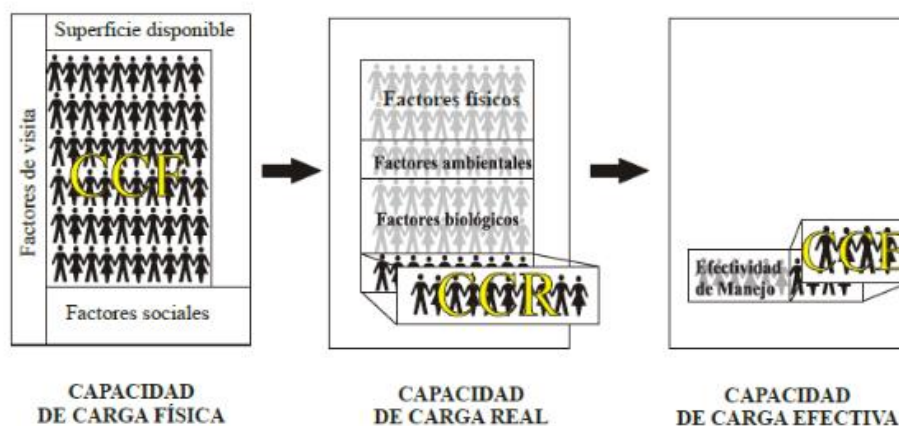 Superficie disponible
Factores de visita
CCF
Factores sociales
CAPACIDAD
DE CARGA FÍSICA
Factores físicos
Factores ambientales
Factores biológicos
CCR
CAPACIDAD
DE CARGA REAL
Efectividad
de Manejo
CCE
CAPACIDAD
DE CARGA EFECTIVA